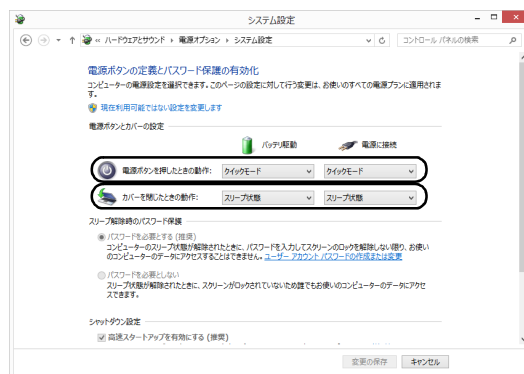 システム設定
« ハードウェアとサウンド ▸ 電源オプション ▸ システム設定
コントロール パネルの検索
電源ボタンの定義とパスワード保護の有効化
コンピューターの電源設定を選択できます。このページの設定に対して行う変更は、お使いのすべての電源プランに適用されま
す。
現在利用可能ではない設定を変更します
電源ボタンとカバーの設定
バッテリ駆動 電源に接続
電源ボタンを押したときの動作: クイックモード クイックモード
カバーを閉じたときの動作: スリープ状態 スリープ状態
スリープ解除時のパスワード保護
パスワードを必要とする (推奨)
コンピューターのスリープ状態が解除されたときに、パスワードを入力してスクリーンのロックを解除しない限り、お使い
のコンピューターのデータにアクセスすることはできません。ユーザー アカウント パスワードの作成または変更
パスワードを必要としない
スリープ状態が解除されたときに、スクリーンがロックされていないため誰でもお使いのコンピューターのデータにアクセ
スできます。
シャットダウン設定
高速スタートアップを有効にする (推奨)
変更の保存 キャンセル